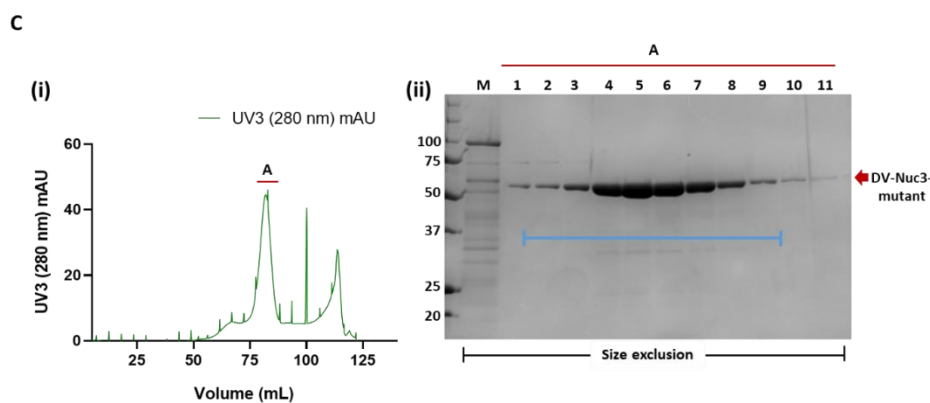 C
(i)
UV3 (280 nm) mAU
60
40
20
0
UV3 (280 nm) mAU
25 50 75 100 125
Volume (mL)
(ii)
A
A
M 1 2 3 4 5 6 7 8 9 10 11
100
75
50
37
25
20
DV-Nuc3-
mutant
Size exclusion